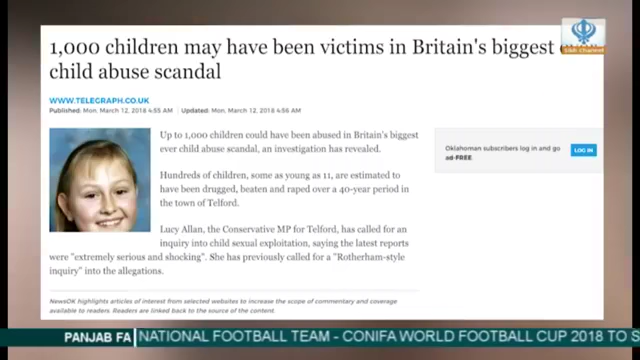 1,000 children may have been victims in Britain's biggest
child abuse scandal
WWW.TELEGRAPH.CO.UK
Published: Mon, March 12, 2018 4:55 AM Updated: Mon, March 12, 2018 4:56 AM
Up to 1,000 children could have been abused in Britain's biggest
ever child abuse scandal, an investigation has revealed.
Hundreds of children, some as young as 11, are estimated to
have been drugged, beaten and raped over a 40-year period in
the town of Telford.
Lucy Allan, the Conservative MP for Telford, has called for an
inquiry into child sexual exploitation, saying the latest reports
were "extremely serious and shocking". She has previously called for a "Rotherham-style
inquiry" into the allegations.
NewsOK highlights articles of interest from selected websites to increase the scope of commentary and coverage
available to readers. Readers are linked back to the source of the content.
Oklahoman subscribers log in and go
ad-FREE.
LOG IN
Sikh Channel
PANJAB FA NATIONAL FOOTBALL TEAM - CONIFA WORLD FOOTBALL CUP 2018 TO S